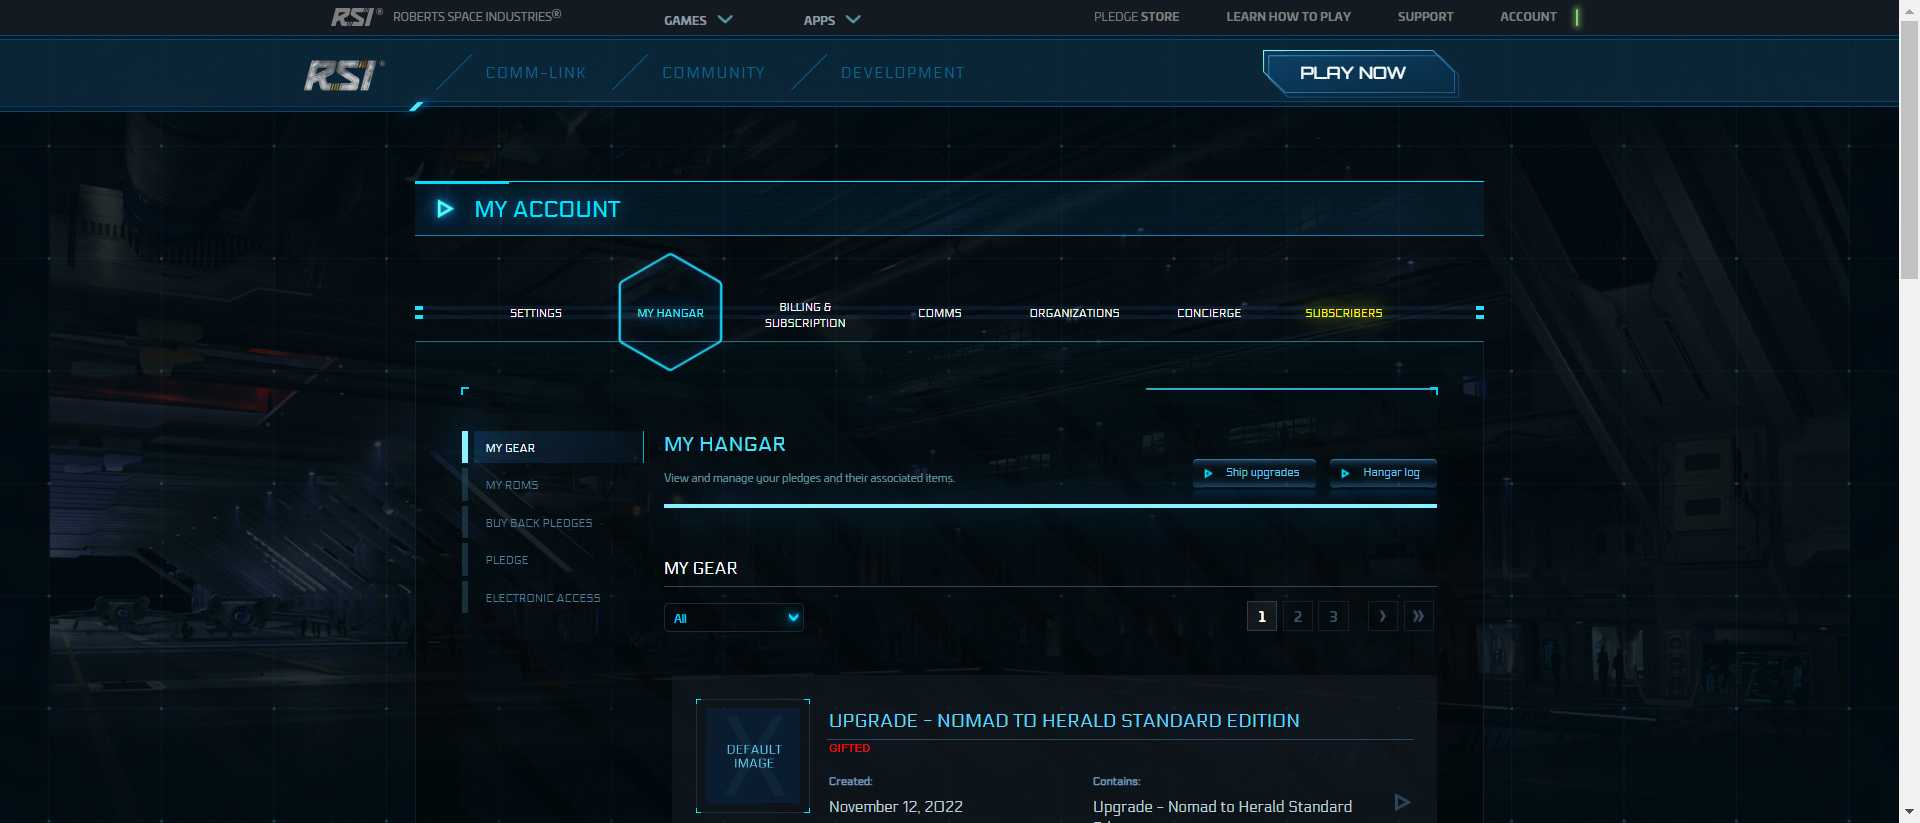 RSI® ROBERTS SPACE INDUSTRIES®
GAMES
APPS
PLEDGE STORE
LEARN HOW TO PLAY
SUPPORT
ACCOUNT
RSI®
COMM-LINK
COMMUNITY
DEVELOPMENT
PLAY NOW
MY ACCOUNT
SETTINGS
MY HANGAR
BILLING &
SUBSCRIPTION
COMMS
ORGANIZATIONS
CONCIERGE
SUBSCRIBERS
MY GEAR
MY ROMS
BUY BACK PLEDGES
PLEDGE
ELECTRONIC ACCESS
MY HANGAR
View and manage your pledges and their associated items.
Ship upgrades
Hangar log
MY GEAR
All
1 2 3 › »
DEFAULT
IMAGE
UPGRADE - NOMAD TO HERALD STANDARD EDITION
GIFTED
Created:
November 12, 2022
Contains:
Upgrade - Nomad to Herald Standard